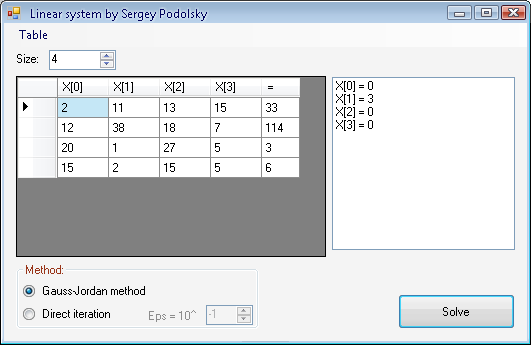 Linear system by Sergey Podolsky
Table
Size: 4
X[0] X[1] X[2] X[3] =
2 11 13 15 33
12 38 18 7 114
20 1 27 5 3
15 2 15 5 6
X[0] = 0
X[1] = 3
X[2] = 0
X[3] = 0
Method:
Gauss-Jordan method
Direct iteration Eps = 10^ -1
Solve